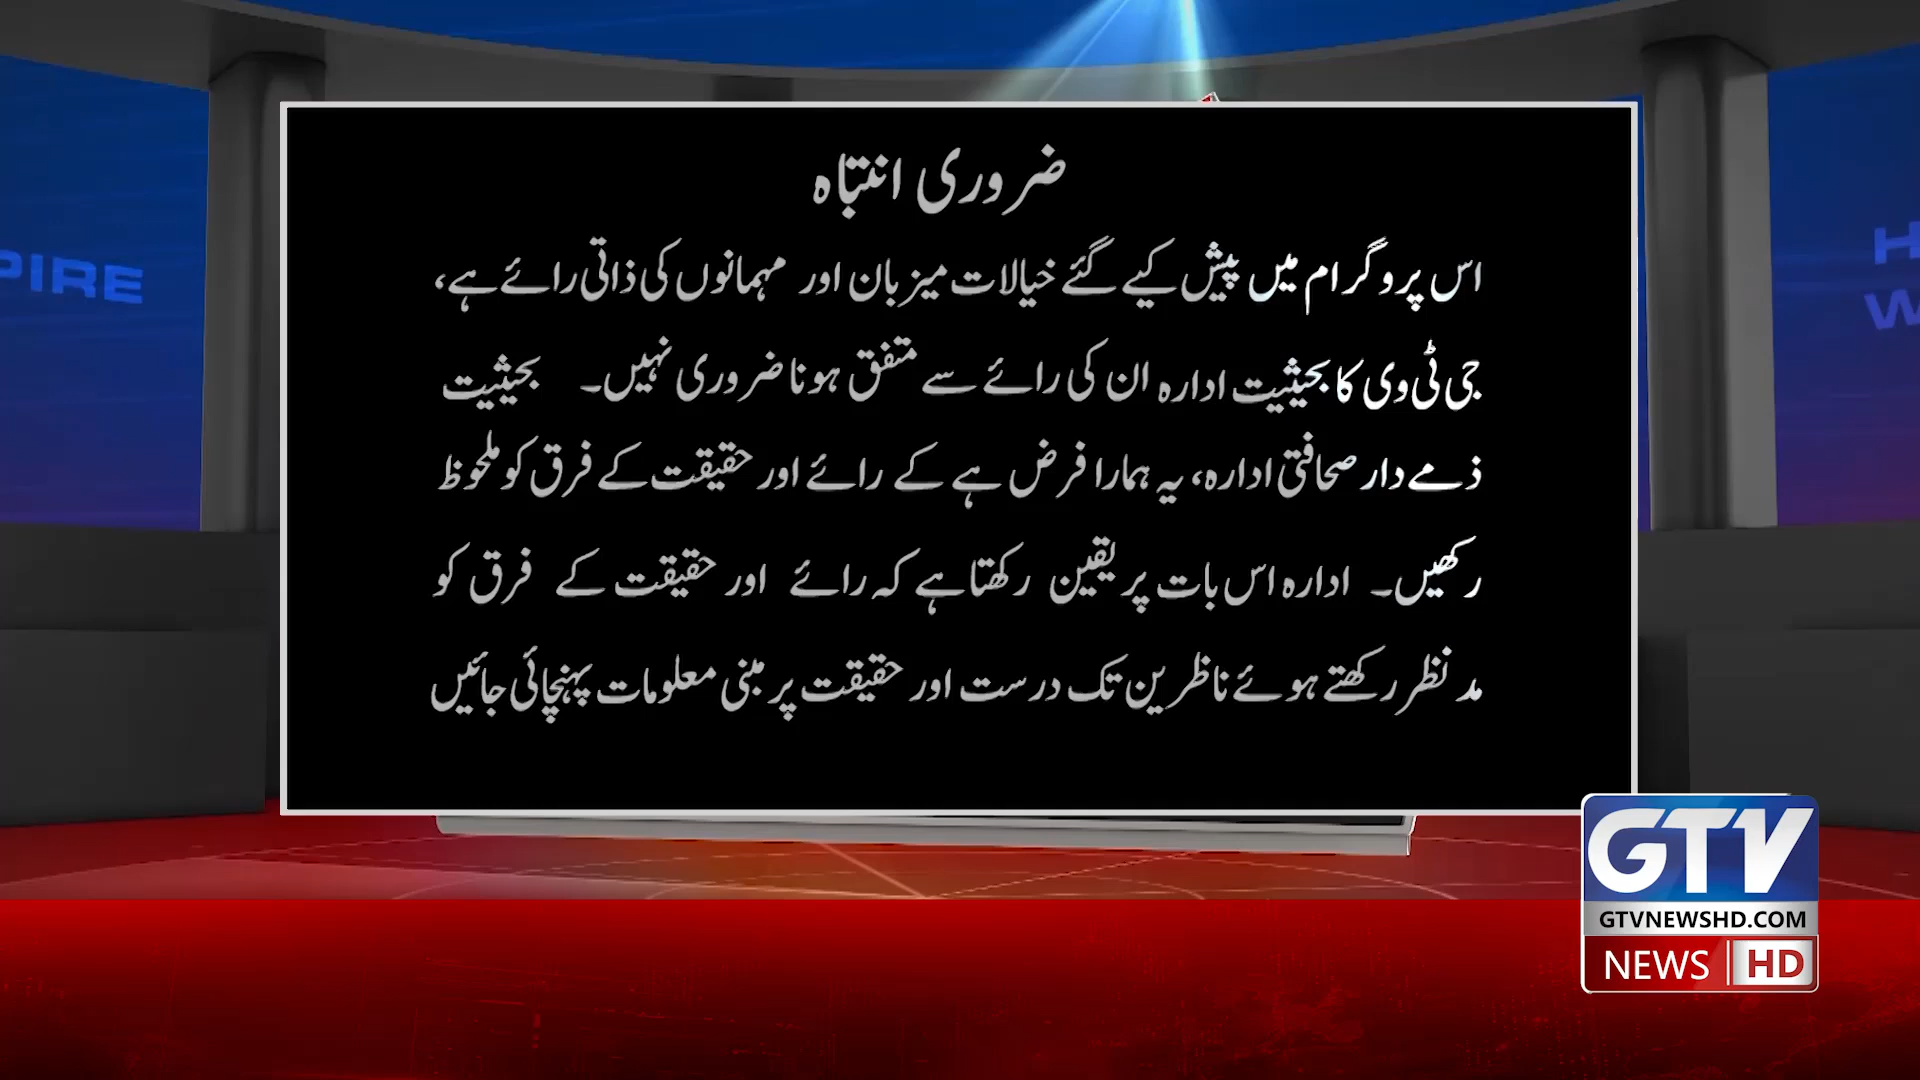 ضروری انتباہ
اس پروگرام میں پیش کیے گئے خیالات میزبان اور مہمانوں کی ذاتی رائے ہے،
جی ٹی وی کا بحیثیت ادارہ ان کی رائے سے متفق ہونا ضروری نہیں۔ بحیثیت
ذمے دار صحافتی ادارہ، یہ ہمارا فرض ہے کے رائے اور حقیقت کے فرق کو ملحوظ
رکھیں۔ ادارہ اس بات پر یقین رکھتا ہے کہ رائے اور حقیقت کے فرق کو
مد نظر رکھتے ہوئے ناظرین تک درست اور حقیقت پر مبنی معلومات پہنچائی جائیں
PIRE
H
W
GTV
GTVNEWSHD.COM
NEWS HD